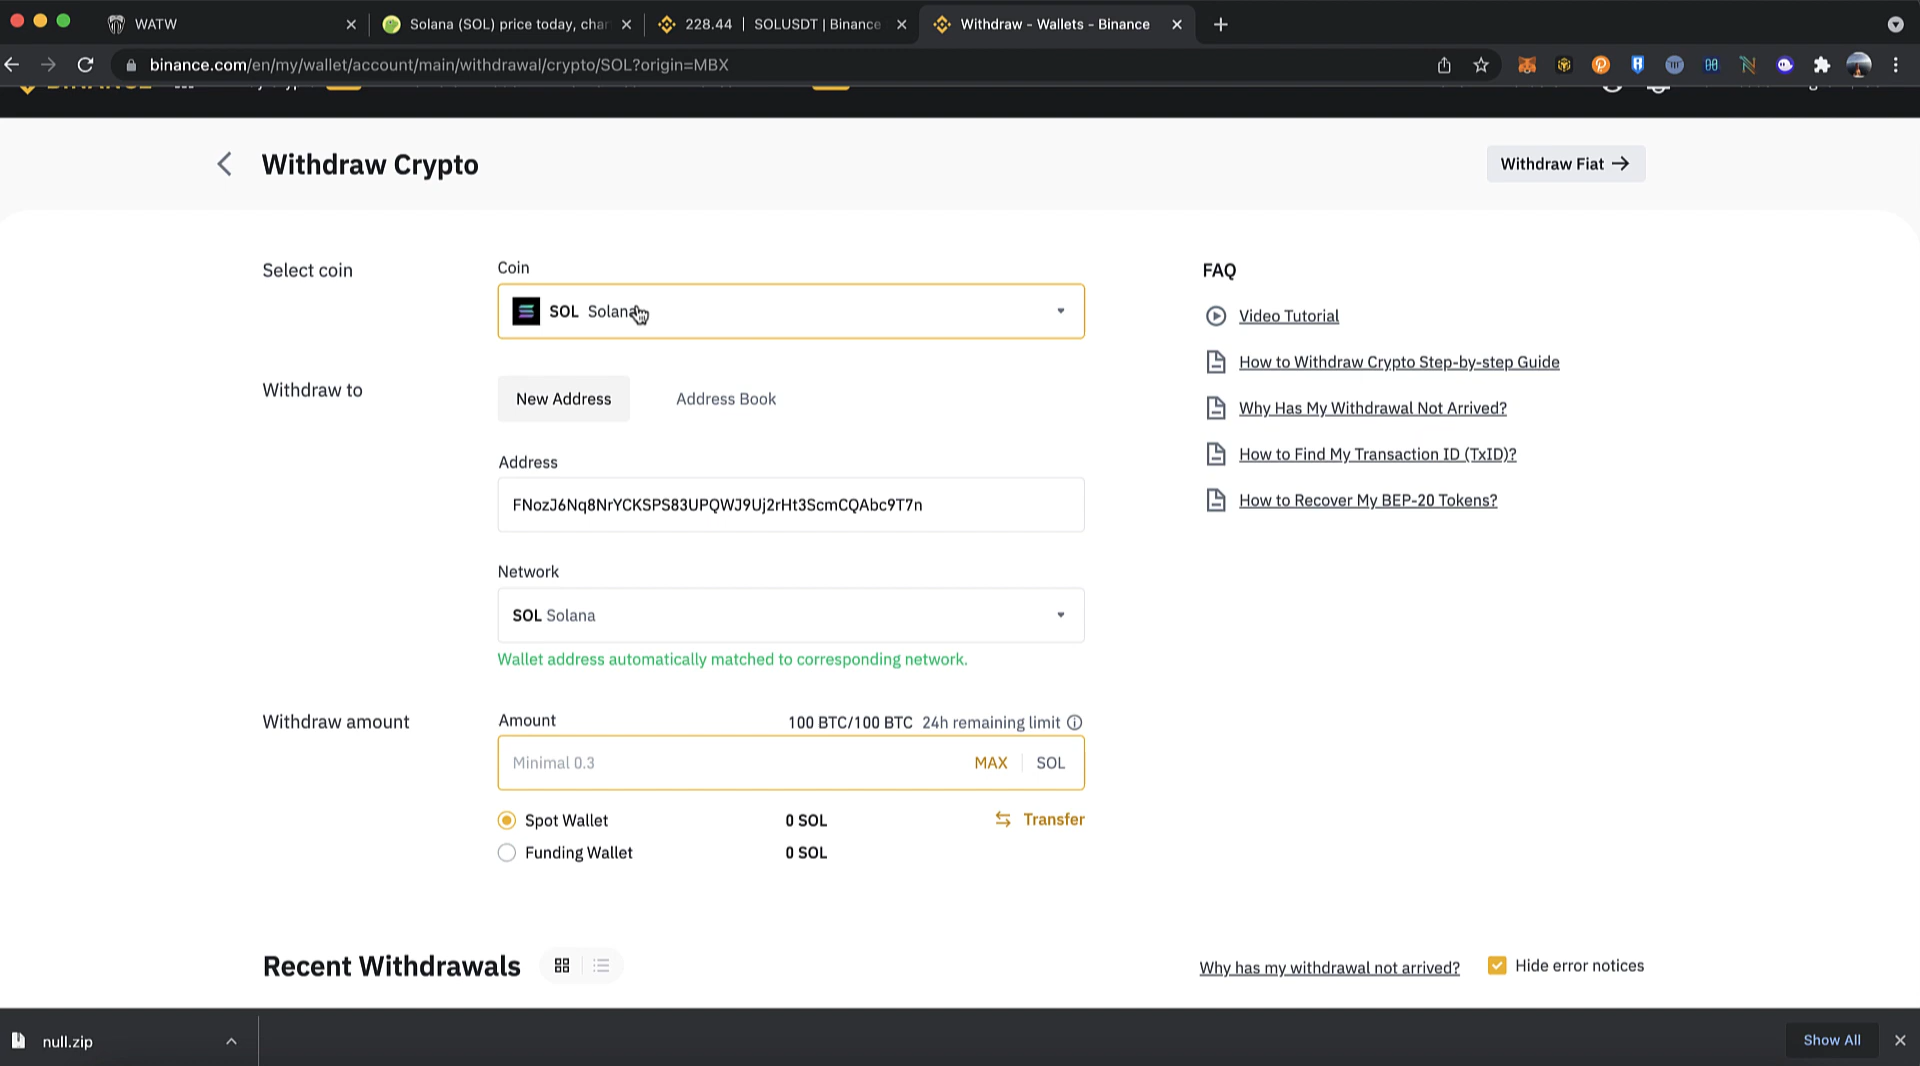 WATW
Solana (SOL) price today, char
228.44 | SOLUSDT | Binance
Withdraw - Wallets - Binance
binance.com/en/my/wallet/account/main/withdrawal/crypto/SOL?origin=MBX
Withdraw Crypto
Withdraw Fiat →
Select coin
Coin
SOL Solana
Withdraw to
New Address
Address Book
Address
FNozJ6Nq8NrYCKSPS83UPQWJ9Uj2rHt3ScmCQAbc9T7n
Network
SOL Solana
Wallet address automatically matched to corresponding network.
Withdraw amount
Amount
100 BTC/100 BTC 24h remaining limit
Minimal 0.3
MAX
SOL
Spot Wallet
0 SOL
Transfer
Funding Wallet
0 SOL
FAQ
Video Tutorial
How to Withdraw Crypto Step-by-step Guide
Why Has My Withdrawal Not Arrived?
How to Find My Transaction ID (TxID)?
How to Recover My BEP-20 Tokens?
Recent Withdrawals
Why has my withdrawal not arrived?
Hide error notices
null.zip
Show All